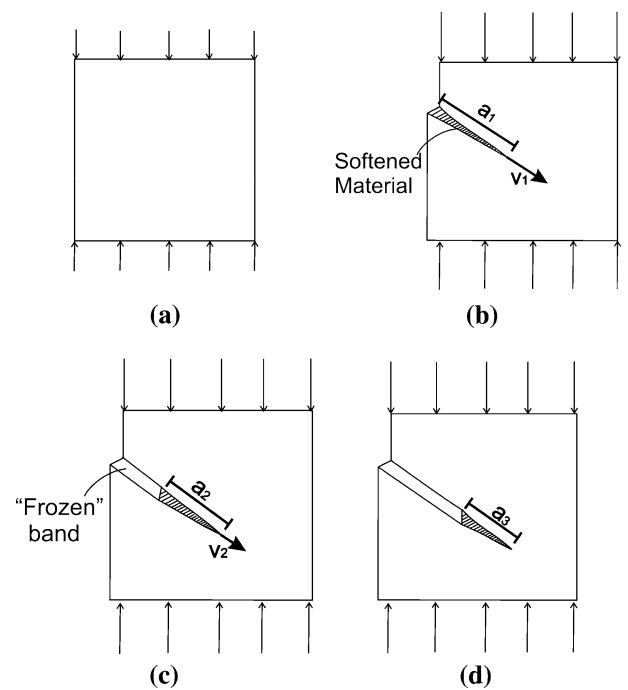 (a)
a₁
Softened
Material
v₁
(b)
a₂
“Frozen”
band
v₂
(c)
a₃
(d)